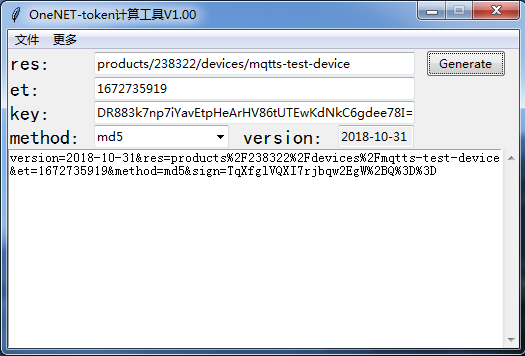 OneNET-token计算工具V1.00
文件 更多
res: products/238322/devices/mqtts-test-device Generate
et: 1672735919
key: DR883k7np7iYavEtpHeArHV86tUTEwKdNkC6gdee78I=
method: md5 version: 2018-10-31
version=2018-10-31&res=products%2F238322%2Fdevices%2Fmqtts-test-device
&et=1672735919&method=md5&sign=TqXfglVQXI7rjbqw2EgW%2BQ%3D%3D